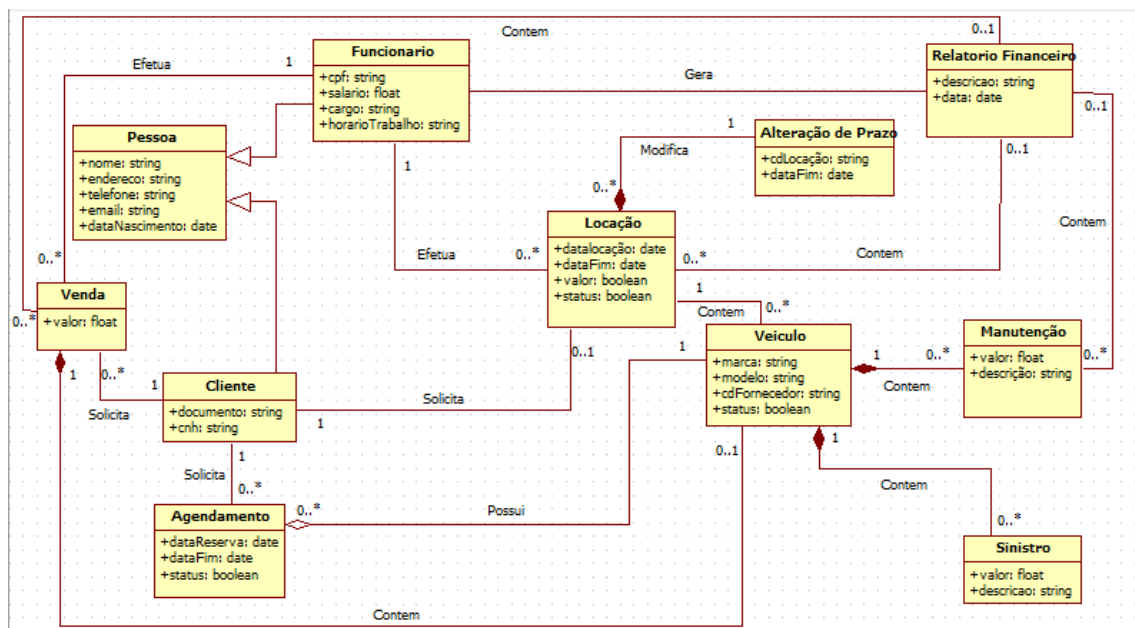 Contem
0..1
Funcionario
+cpf: string
+salario: float
+cargo: string
+horarioTrabalho: string
Efetua
1
Relatorio Financeiro
+descricao: string
+data: date
Gera
0..1
Pessoa
+nome: string
+endereco: string
+telefone: string
+email: string
+dataNascimento: date
1
Alteração de Prazo
+cdLocação: string
+dataFim: date
Modifica
0..1
1
0..*
Locação
+datalocação: date
+dataFim: date
+valor: boolean
+status: boolean
Contem
0..*
Efetua
0..*
0..*
Contem
Venda
+valor: float
0..*
1
Contem
0..*
Veiculo
+marca: string
+modelo: string
+cdFornecedor: string
+status: boolean
Manutenção
+valor: float
+descrição: string
1
0..*
1
0..1
1
1
0..*
0..*
Contem
Solicita
Cliente
+documento: string
+cnh: string
Solicita
1
1
Solicita
0..*
0..1
1
Contem
Agendamento
+dataReserva: date
+dataFim: date
+status: boolean
0..*
Possui
0..*
Sinistro
+valor: float
+descricao: string
Contem